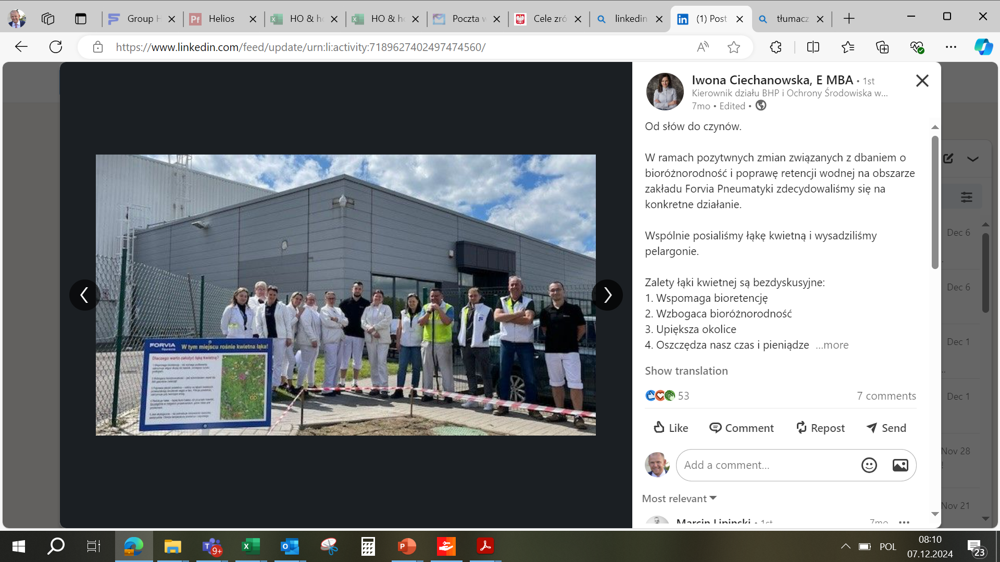 Group H
Helios
HO & ho
HO & ho
Poczta w
Cele zró
linkedin
(1) Post
tłumacz
https://www.linkedin.com/feed/update/urn:li:activity:7189627402497474560/
Iwona Ciechanowska, E MBA • 1st
Kierownik działu BHP i Ochrony Środowiska w...
7mo • Edited •
Od słów do czynów.
W ramach pozytwnych zmian związanych z dbaniem o
bioróżnorodność i poprawę retencji wodnej na obszarze
zakładu Forvia Pneumatyki zdecydowaliśmy się na
konkretne działanie.
Wspólnie posialiśmy łąkę kwietną i wysadziliśmy
pelargonie.
Zalety łąki kwietnej są bezdyskusyjne:
1. Wspomaga bioretencję
2. Wzbogaca bioróżnorodność
3. Upiększa okolice
4. Oszczędza nasz czas i pieniądze ...more
Show translation
53
7 comments
Like
Comment
Repost
Send
Add a comment...
Most relevant
Marcin Lipinski • 1st
7mo
FORVIA
W tym miejscu rośnie kwietna łąka!
Dlaczego warto założyć łąkę kwietną?
Dec 6
Dec 6
Dec 1
Dec 1
Nov 28
Nov 21
9+
POL
08:10
07.12.2024
23